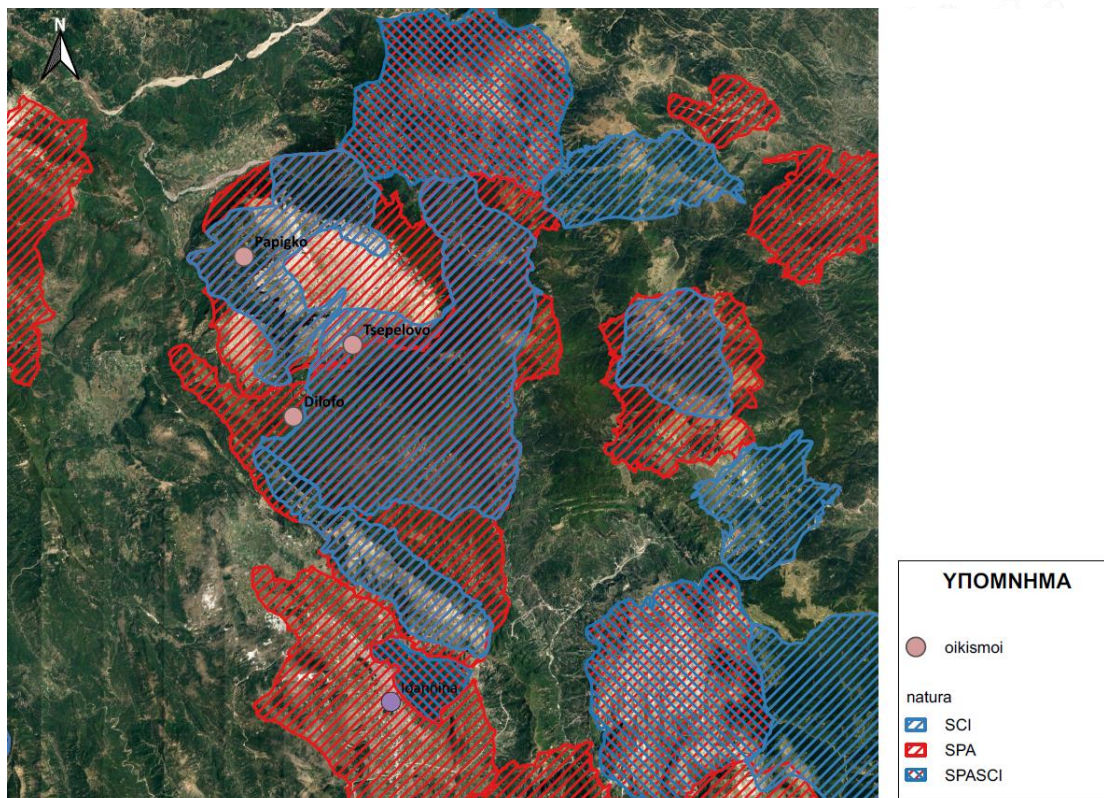 N
Papigko
Tsepelovo
Dilofo
Ioannina
ΥΠΟΜΝΗΜΑ
oikismoi
natura
SCI
SPA
SPASCI